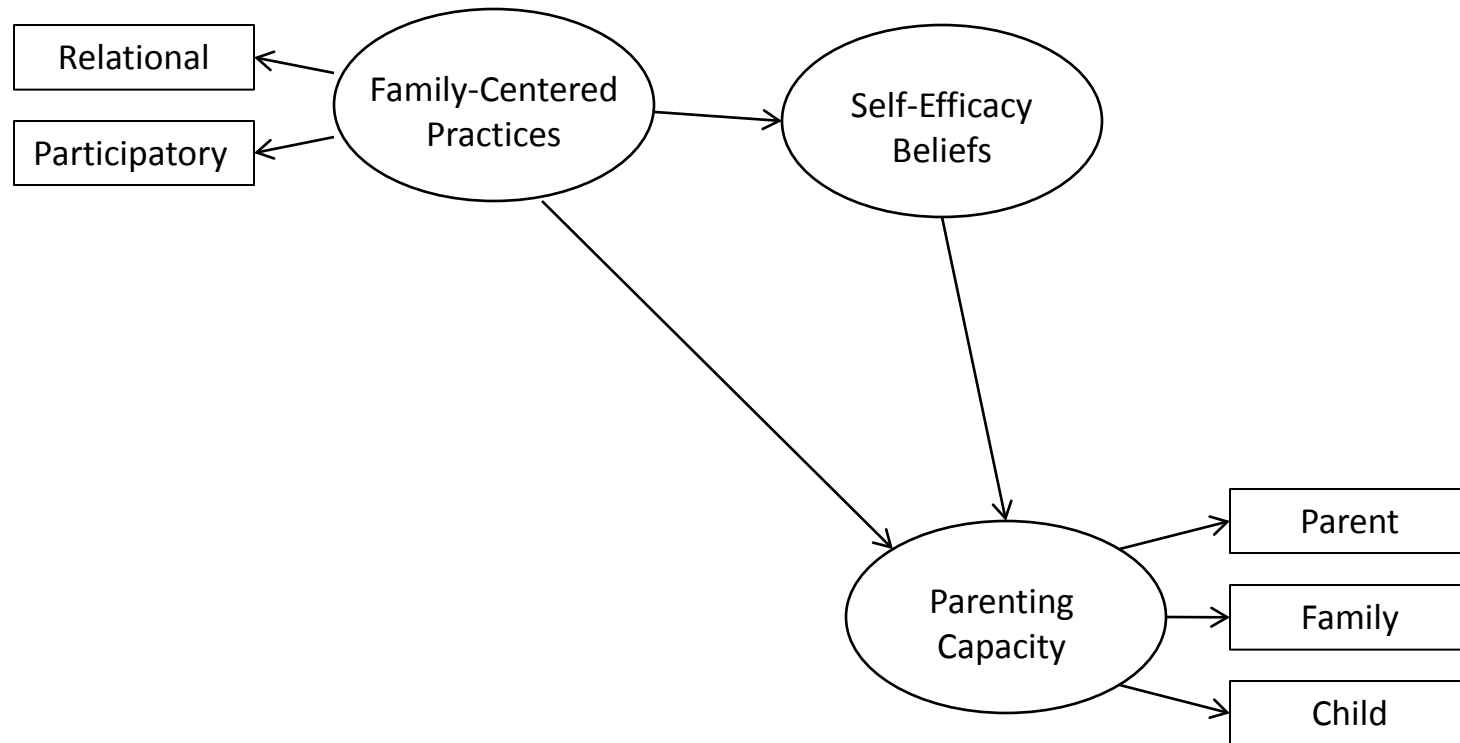 Relational
Participatory
Family-Centered
Practices
Self-Efficacy
Beliefs
Parenting
Capacity
Parent
Family
Child